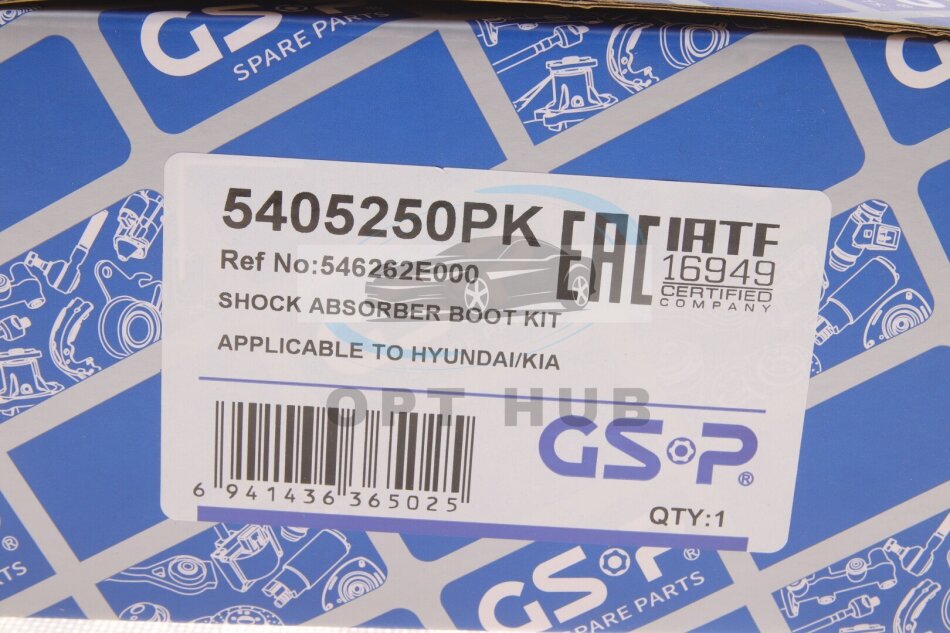 GSP
SPARE PARTS
5405250PK
EAC
IATF
16949
CERTIFIED
COMPANY
Ref No:546262E000
SHOCK ABSORBER BOOT KIT
APPLICABLE TO HYUNDAI/KIA
OPT HUB
GSP®
6 941436 365025
QTY:1
GSP
SPARE PARTS
®
RTS